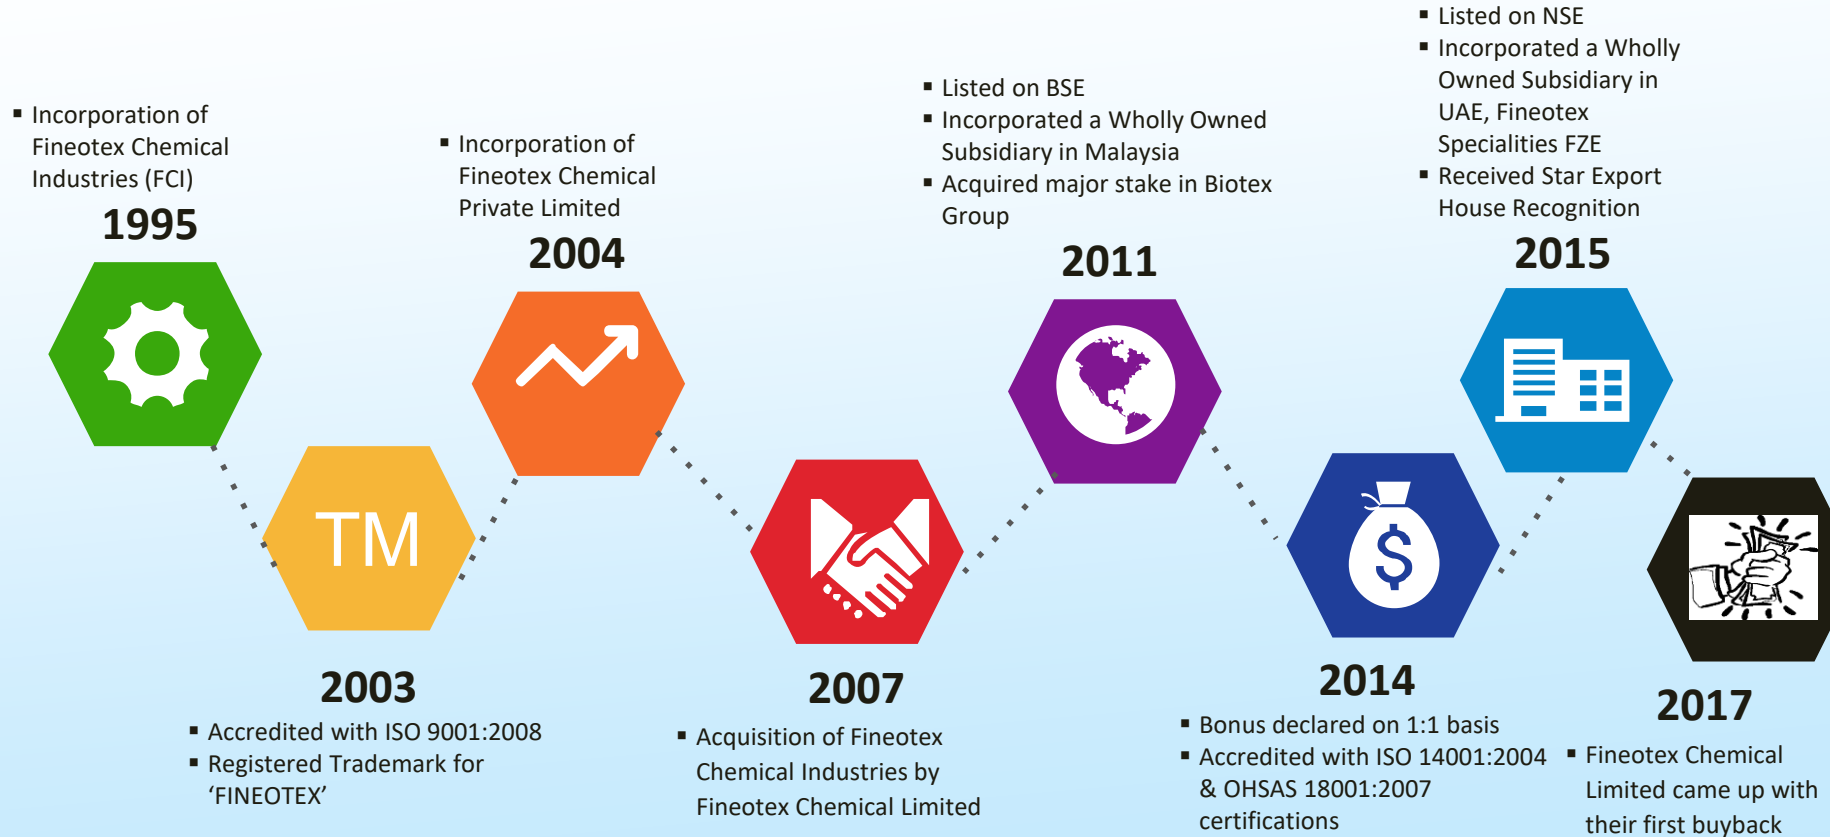 ▪ Incorporation of
Fineotex Chemical
Industries (FCI)
1995
2003
▪ Accredited with ISO 9001:2008
▪ Registered Trademark for
‘FINEOTEX’
TM
▪ Incorporation of
Fineotex Chemical
Private Limited
2004
2007
▪ Acquisition of Fineotex
Chemical Industries by
Fineotex Chemical Limited
▪ Listed on BSE
▪ Incorporated a Wholly Owned
Subsidiary in Malaysia
▪ Acquired major stake in Biotex
Group
2011
$
2014
▪ Bonus declared on 1:1 basis
▪ Accredited with ISO 14001:2004
& OHSAS 18001:2007
certifications
▪ Listed on NSE
▪ Incorporated a Wholly
Owned Subsidiary in
UAE, Fineotex
Specialities FZE
▪ Received Star Export
House Recognition
2015
2017
▪ Fineotex Chemical
Limited came up with
their first buyback